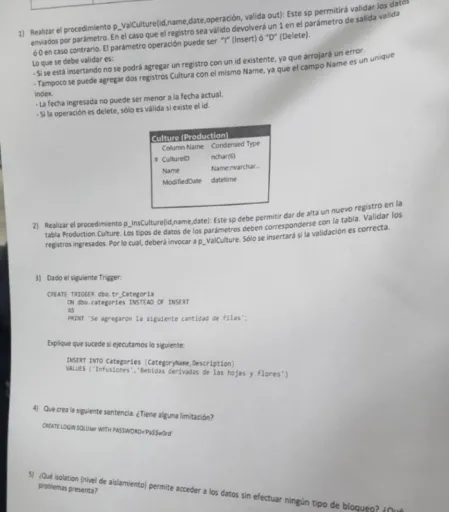 1) Realizar el procedimiento p_ValCulture(id,name,date,operación, valida out): Este sp permitirá validar los datos
enviados por parámetro. En el caso que el registro sea válido devolverá un 1 en el parámetro de salida valida
ó 0 en caso contrario. El parámetro operación puede ser "I" (Insert) ó "D" (Delete).
Lo que se debe validar es:
- Si se está insertando no se podrá agregar un registro con un id existente, ya que arrojará un error.
- Tampoco se puede agregar dos registros Cultura con el mismo Name, ya que el campo Name es un unique
index.
- La fecha ingresada no puede ser menor a la fecha actual.
- Si la operación es delete, sólo es válida si existe el id.
Culture (Production)
Column Name Condensed Type
CultureID nchar(6)
Name Name:nvarchar...
ModifiedDate datetime
2) Realizar el procedimiento p_InsCulture(id,name,date): Este sp debe permitir dar de alta un nuevo registro en la
tabla Production.Culture. Los tipos de datos de los parámetros deben corresponderse con la tabla. Validar los
registros ingresados. Por lo cual, deberá invocar a p_ValCulture. Sólo se insertará si la validación es correcta.
3) Dado el siguiente Trigger:
CREATE TRIGGER dbo.tr_Categoria
ON dbo.categories INSTEAD OF INSERT
AS
PRINT 'Se agregaron la siguiente cantidad de filas';
Explique que sucede si ejecutamos lo siguiente:
INSERT INTO Categories (CategoryName,Description)
VALUES ('Infusiones','Bebidas derivadas de las hojas y flores')
4) Que crea la siguiente sentencia. ¿Tiene alguna limitación?
CREATE LOGIN SQLUser WITH PASSWORD='Pa55w0rd'
5) ¿Qué isolation (nivel de aislamiento) permite acceder a los datos sin efectuar ningún tipo de bloqueo? ¿Qué
problemas presenta?